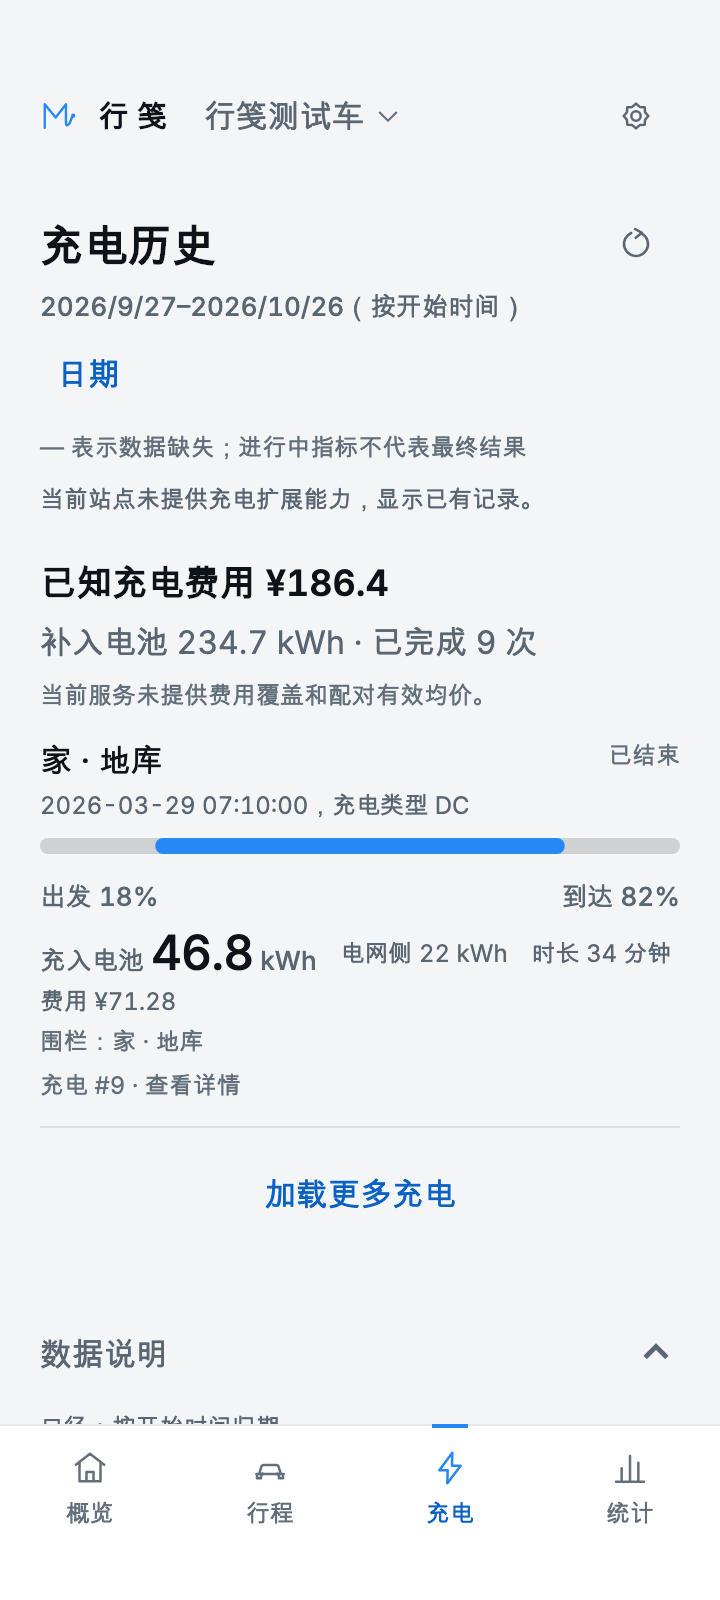 行 笺 行笺测试车
充电历史
2026/9/27–2026/10/26（按开始时间）
日期
— 表示数据缺失；进行中指标不代表最终结果
当前站点未提供充电扩展能力，显示已有记录。
已知充电费用 ¥186.4
补入电池 234.7 kWh · 已完成 9 次
当前服务未提供费用覆盖和配对有效均价。
家 · 地库 已结束
2026-03-29 07:10:00，充电类型 DC
出发 18% 到达 82%
充入电池 46.8 kWh 电网侧 22 kWh 时长 34 分钟
费用 ¥71.28
围栏：家 · 地库
充电 #9 · 查看详情
加载更多充电
数据说明
口径：按开始时间归期
概览 行程 充电 统计